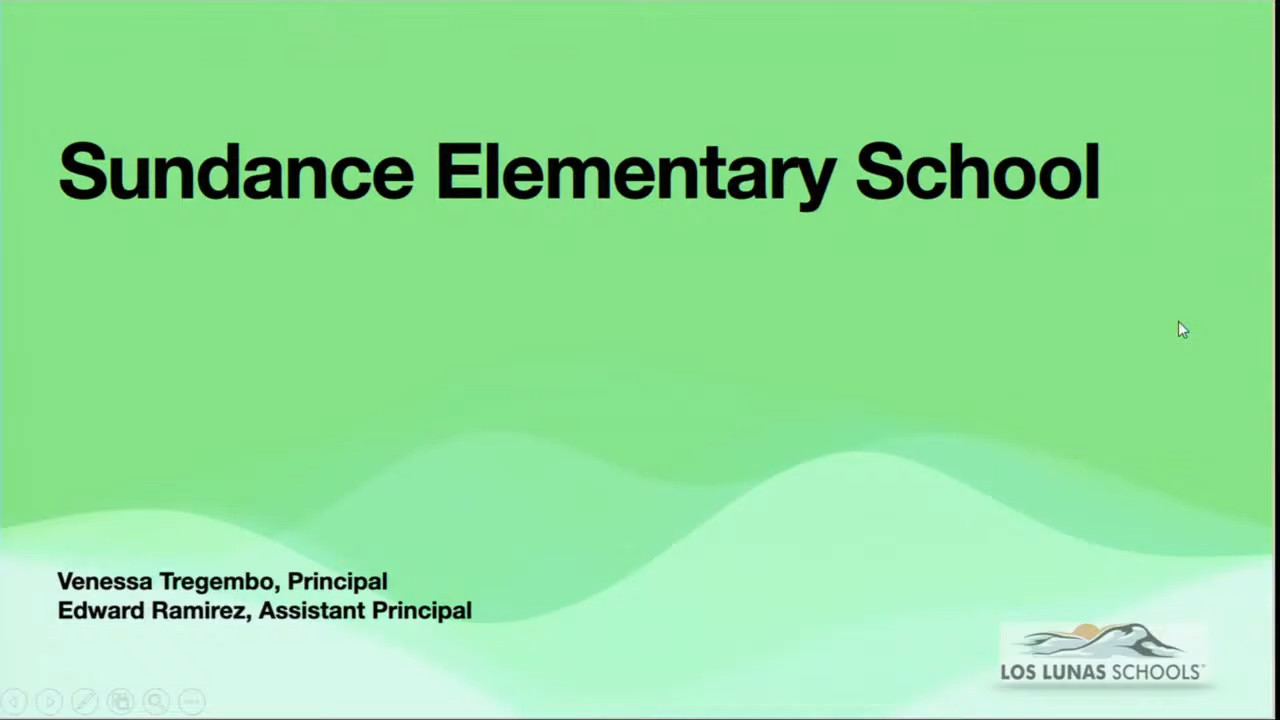 Sundance Elementary School
Venessa Tregembo, Principal
Edward Ramirez, Assistant Principal
LOS LUNAS SCHOOLS